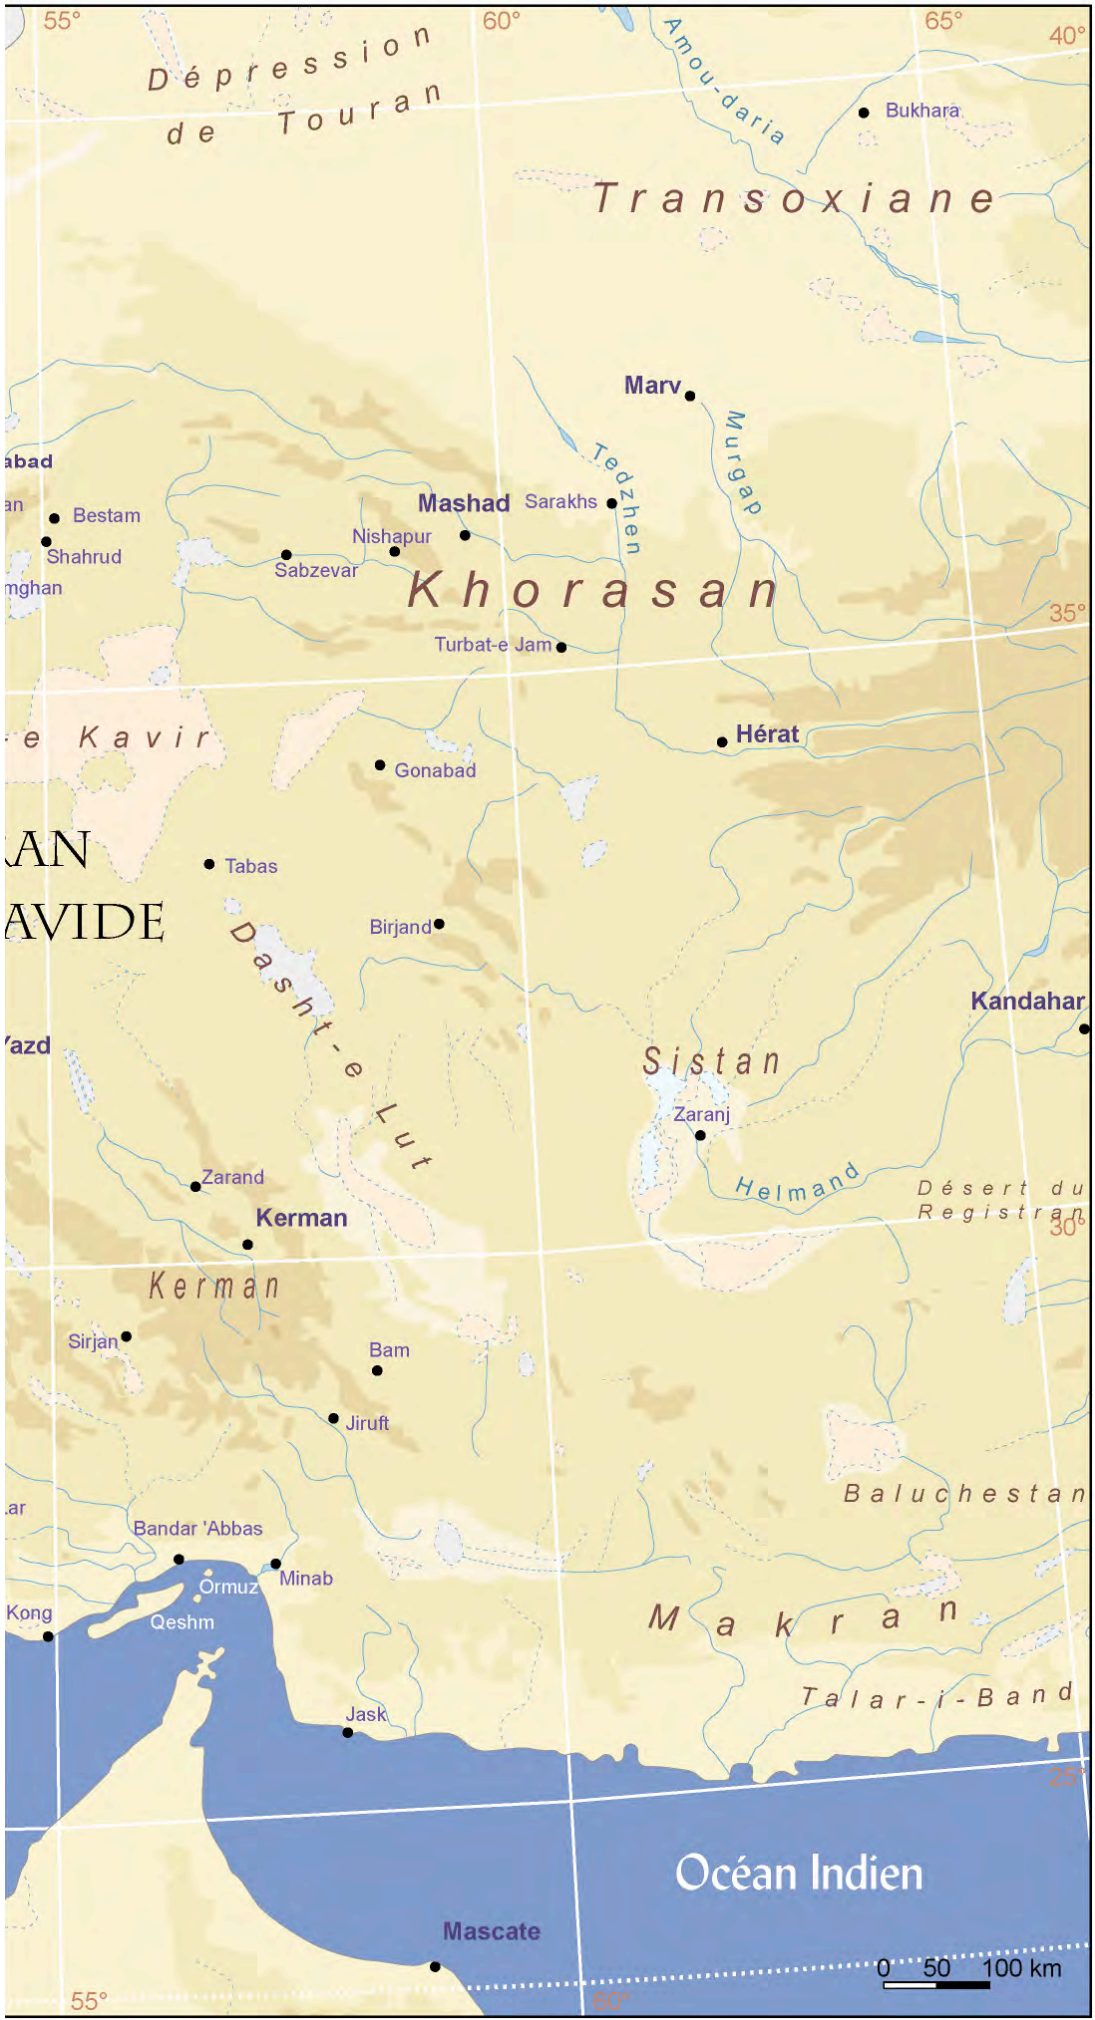 55°
60°
65°
40°
Dépression
de Touran
Amou-daria
Bukhara
Transoxiane
Marv
Murgap
Tedzhen
abad
an
Bestam
Shahrud
mghan
Mashad
Sarakhs
Nishapur
Sabzevar
Khorasan
35°
Turbat-e Jam
-e Kavir
Hérat
Gonabad
RAN
Tabas
AVIDE
Birjand
Dasht-e Lut
Kandahar
Yazd
Sistan
Zaranj
Zarand
Helmand
Désert du
Registran
30°
Kerman
Kerman
Sirjan
Bam
Jiruft
Baluchestan
ar
Bandar 'Abbas
Minab
Ormuz
Kong
Qeshm
Makran
Talar-i-Band
Jask
25°
Océan Indien
Mascate
0 50 100 km
55°
60°